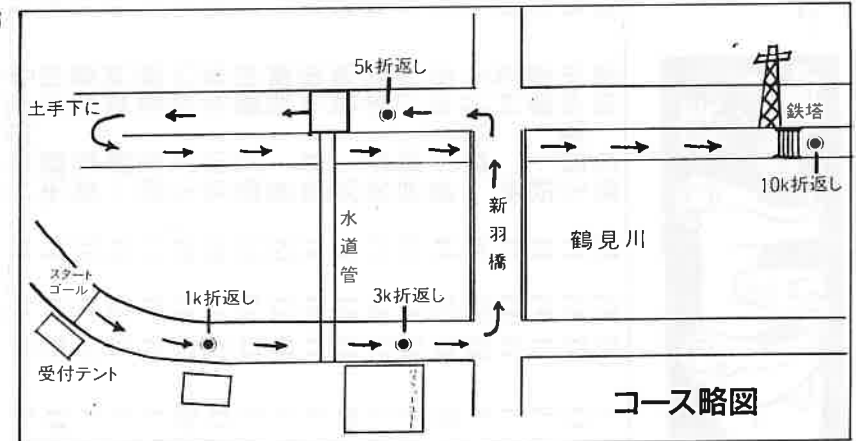 5k折返し
土手下に
鉄塔
10k折返し
水道管
新羽橋
鶴見川
スタート
ゴール
1k折返し
3k折返し
受付テント
コース略図